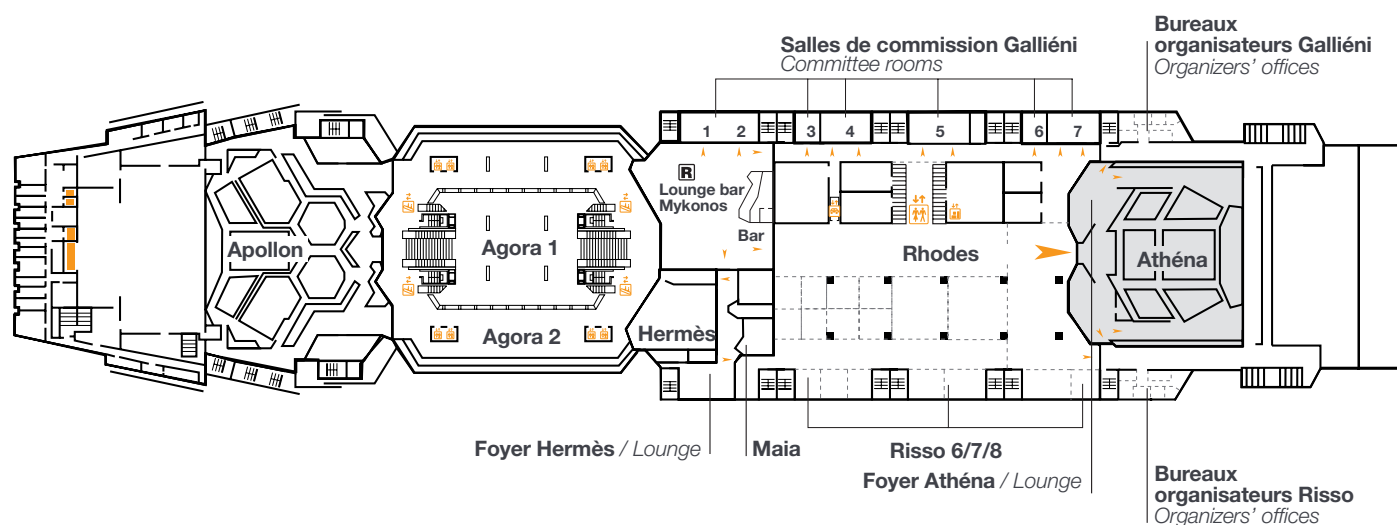 Salles de commission Galliéni
Committee rooms
Bureaux
organisateurs Galliéni
Organizers’ offices
1 2 3 4 5 6 7
R
Lounge bar
Mykonos
Bar
Apollon
Agora 1
Rhodes
Athéna
Agora 2
Hermès
Foyer Hermès / Lounge
Maia
Risso 6/7/8
Foyer Athéna / Lounge
Bureaux
organisateurs Risso
Organizers’ offices